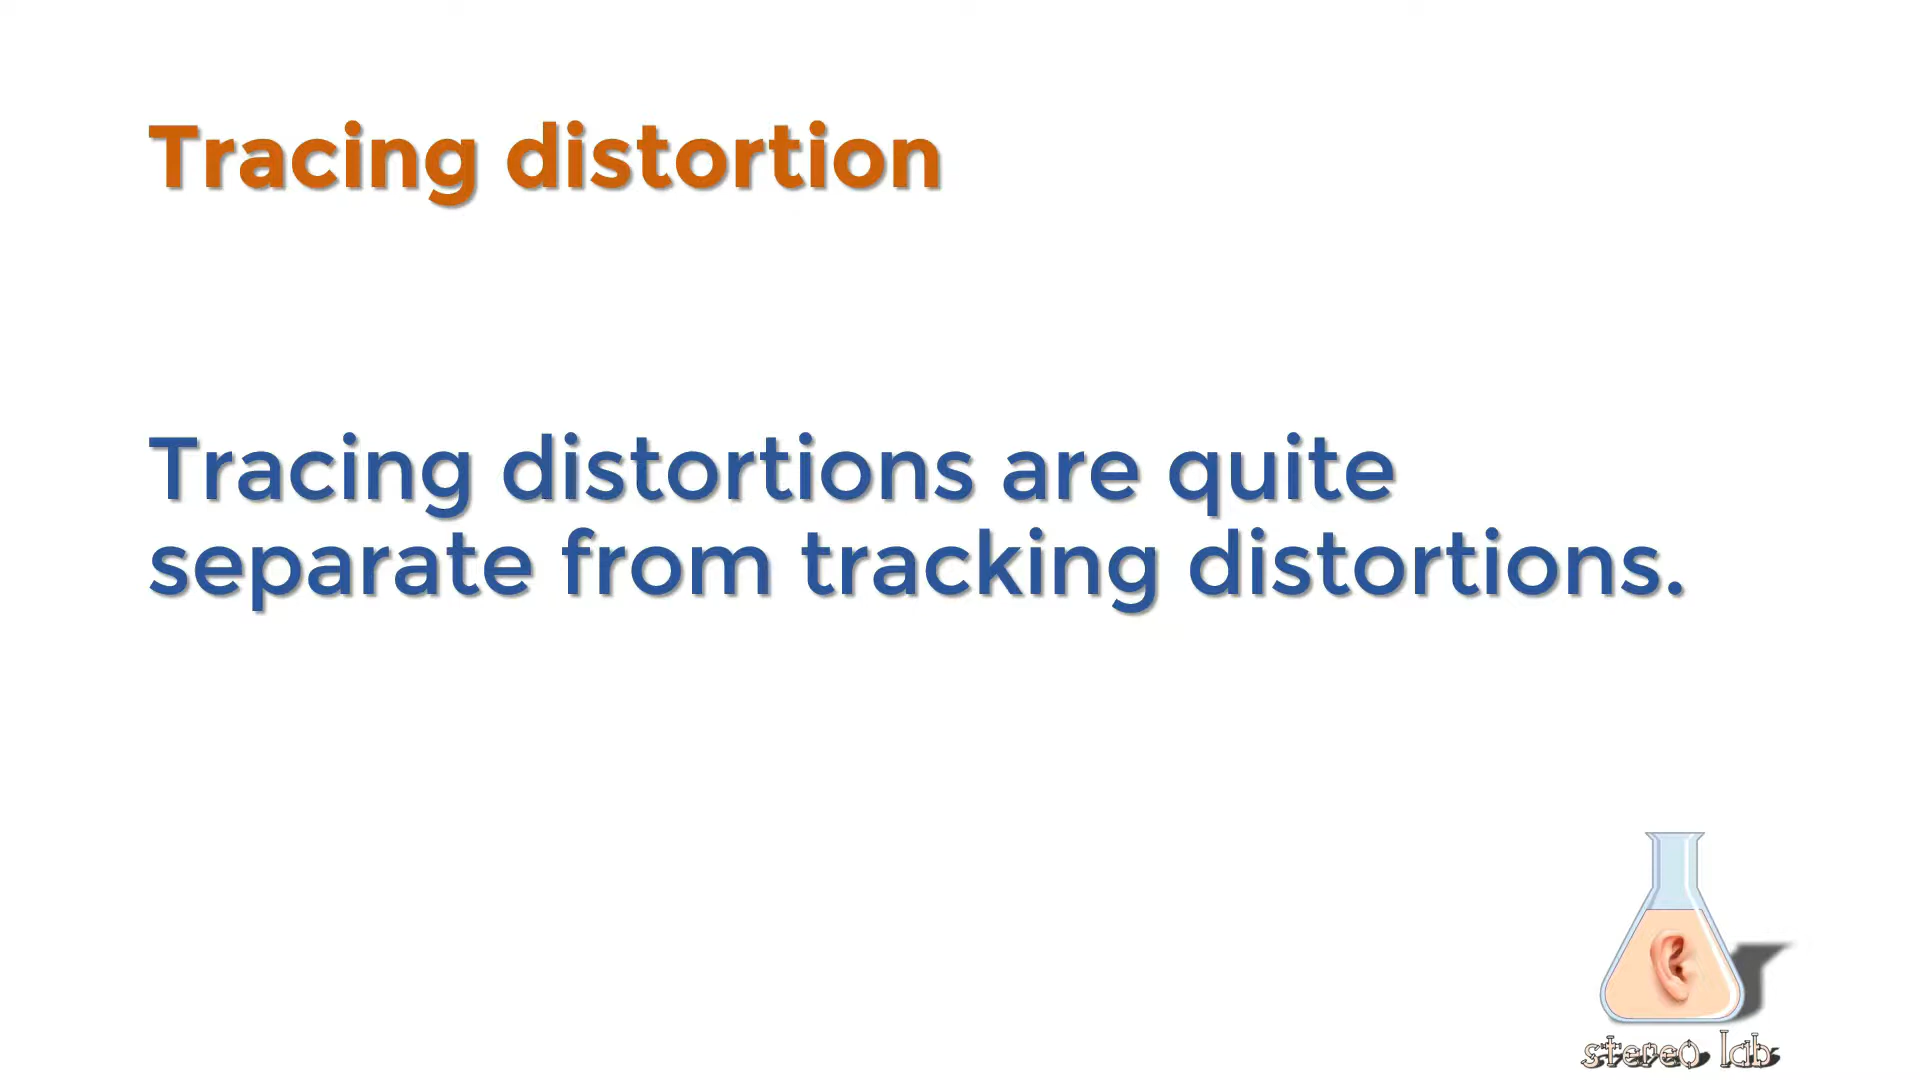 Tracing distortion
Tracing distortions are quite
separate from tracking distortions.
stereo lab